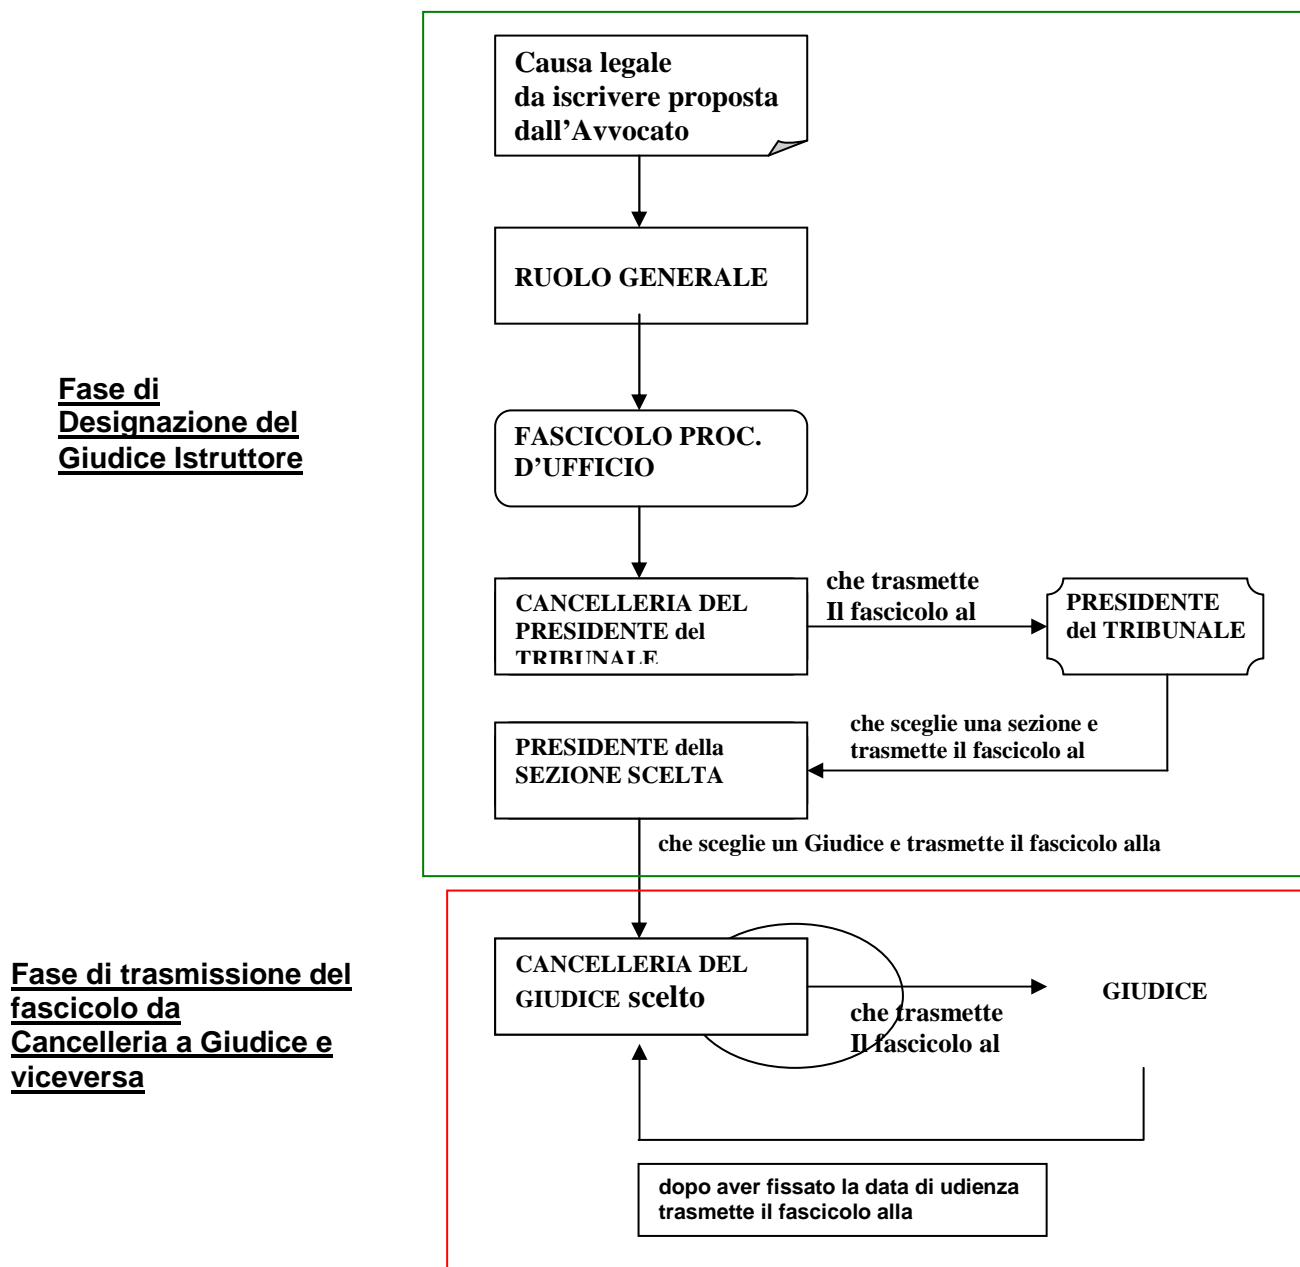 Causa legale
da iscrivere proposta
dall'Avvocato
RUOLO GENERALE
Fase di
Designazione del
Giudice Istruttore
FASCICOLO PROC.
D'UFFICIO
CANCELLERIA DEL
PRESIDENTE del
TRIBUNALE
che trasmette
Il fascicolo al
PRESIDENTE
del TRIBUNALE
che sceglie una sezione e
trasmette il fascicolo al
PRESIDENTE della
SEZIONE SCELTA
che sceglie un Giudice e trasmette il fascicolo alla
Fase di trasmissione del
fascicolo da
Cancelleria a Giudice e
viceversa
CANCELLERIA DEL
GIUDICE scelto
che trasmette
Il fascicolo al
GIUDICE
dopo aver fissato la data di udienza
trasmette il fascicolo alla